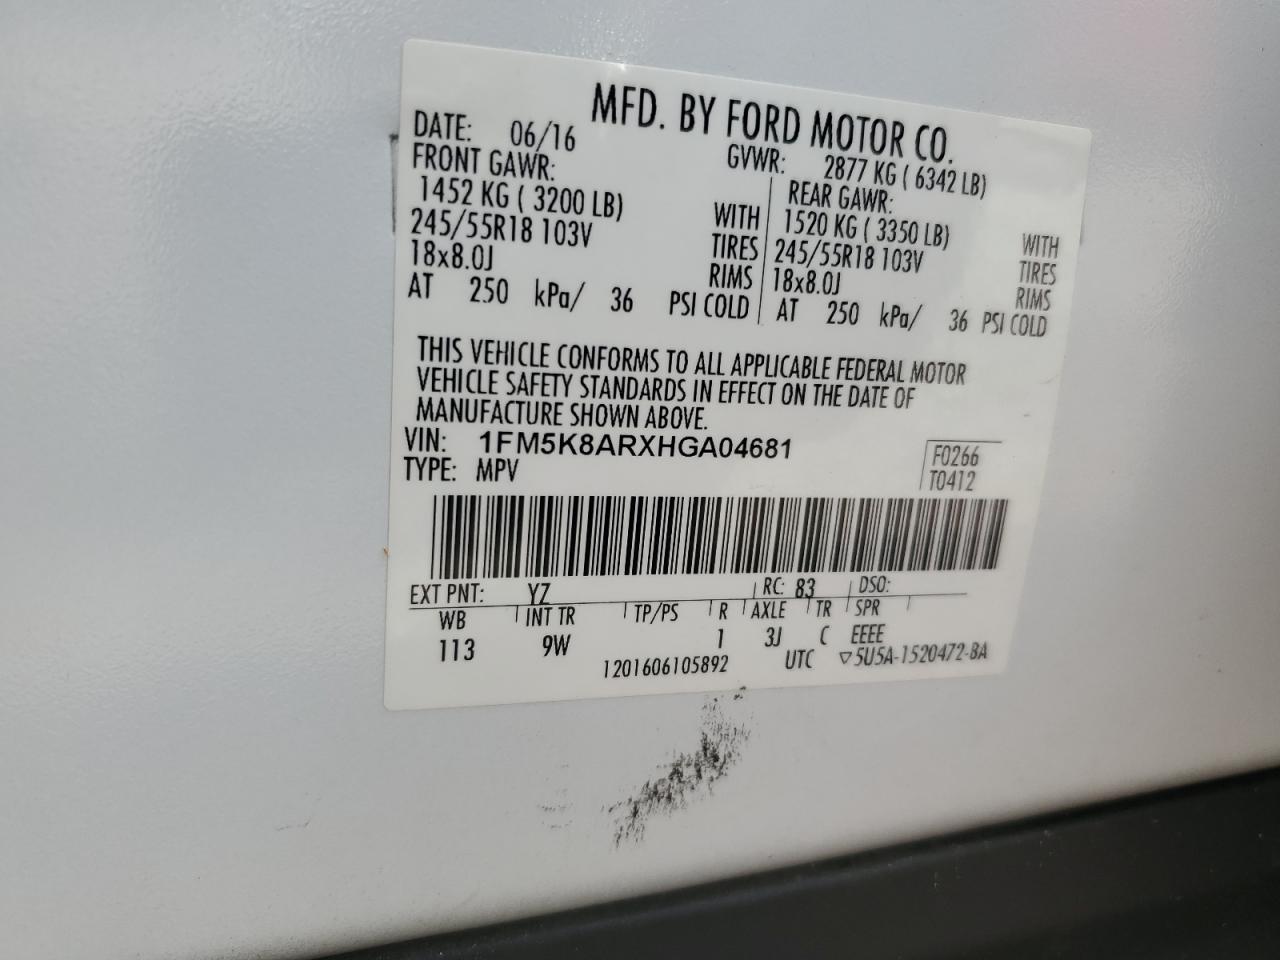 MFD. BY FORD MOTOR CO.
DATE: 06/16 GVWR: 2877 KG ( 6342 LB)
FRONT GAWR: REAR GAWR:
1452 KG ( 3200 LB) WITH 1520 KG ( 3350 LB) WITH
245/55R18 103V TIRES 245/55R18 103V TIRES
18x8.0J RIMS 18x8.0J RIMS
AT 250 kPa/ 36 PSI COLD AT 250 kPa/ 36 PSI COLD
THIS VEHICLE CONFORMS TO ALL APPLICABLE FEDERAL MOTOR
VEHICLE SAFETY STANDARDS IN EFFECT ON THE DATE OF
MANUFACTURE SHOWN ABOVE.
VIN: 1FM5K8ARXHGA04681 F0266
TYPE: MPV T0412
EXT PNT: YZ RC: 83 DSO:
WB INT TR TP/PS R AXLE TR SPR
113 9W 1 3J C EEEE
1201606105892 UTC ▽5U5A-1520472-BA